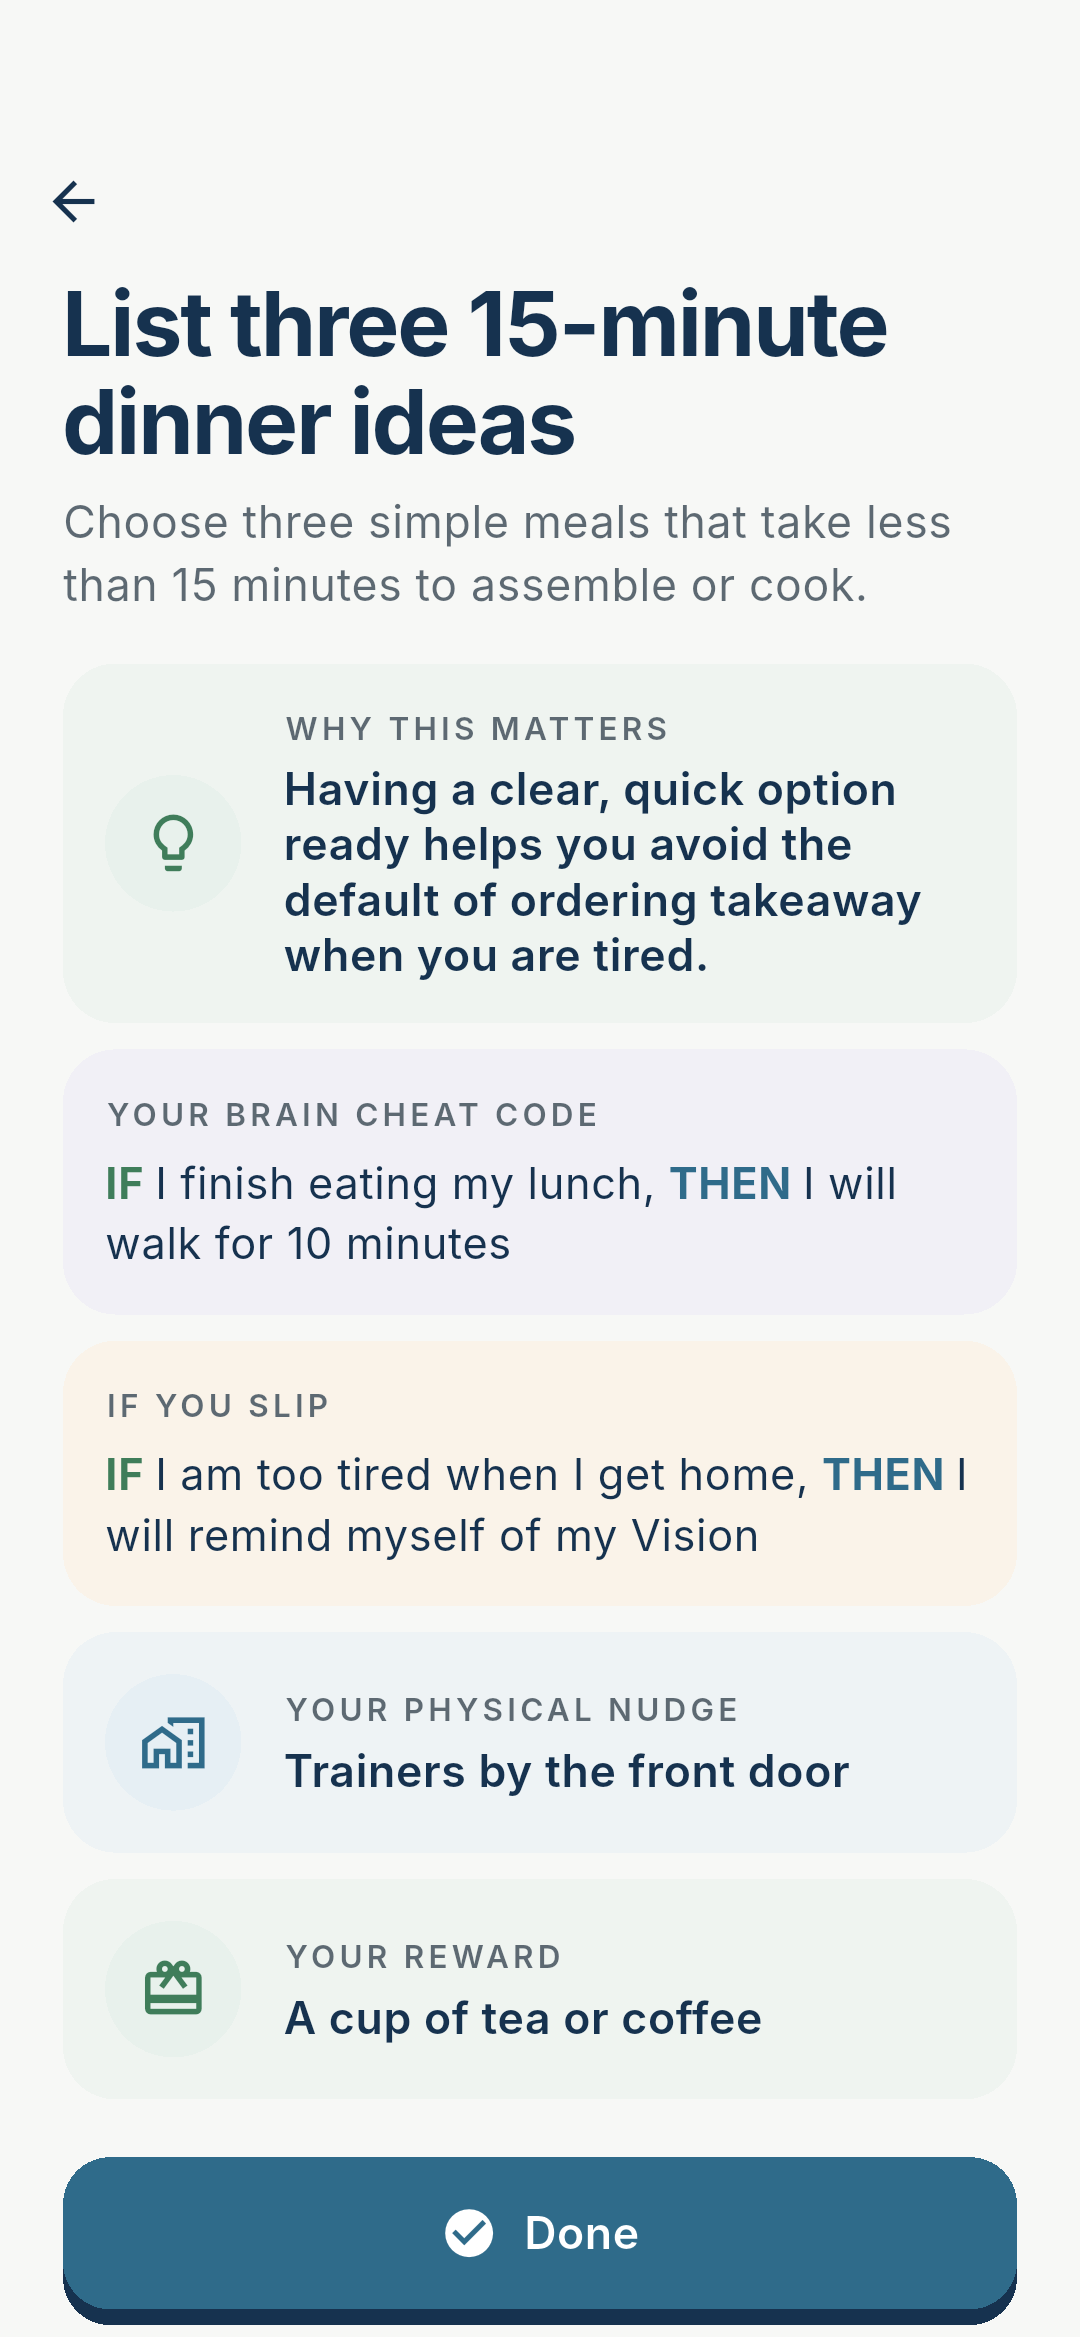 List three 15-minute
dinner ideas
Choose three simple meals that take less
than 15 minutes to assemble or cook.
WHY THIS MATTERS
Having a clear, quick option
ready helps you avoid the
default of ordering takeaway
when you are tired.
YOUR BRAIN CHEAT CODE
IF I finish eating my lunch, THEN I will
walk for 10 minutes
IF YOU SLIP
IF I am too tired when I get home, THEN I
will remind myself of my Vision
YOUR PHYSICAL NUDGE
Trainers by the front door
YOUR REWARD
A cup of tea or coffee
Done